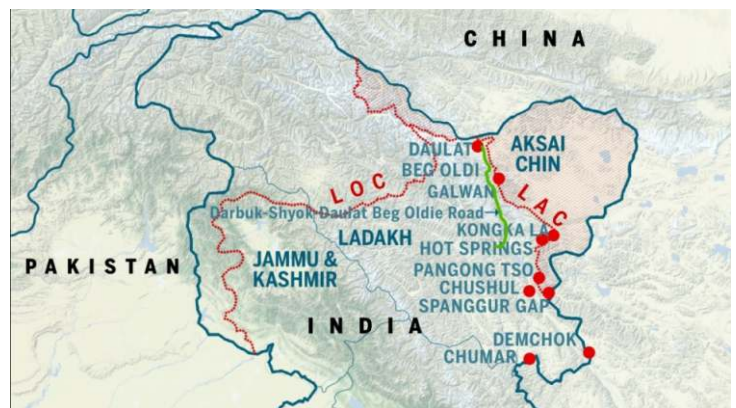 CHINA
DAULAT
BEG OLDI
AKSAI
CHIN
GALWAN
LOC
LAC
Darbuk-Shyok-Daulat Beg Oldie Road→
KONGKA LA
LADAKH
HOT SPRINGS
JAMMU &
KASHMIR
PAKISTAN
PANGONG TSO
CHUSHUL
SPANGGUR GAP
INDIA
DEMCHOK
CHUMAR